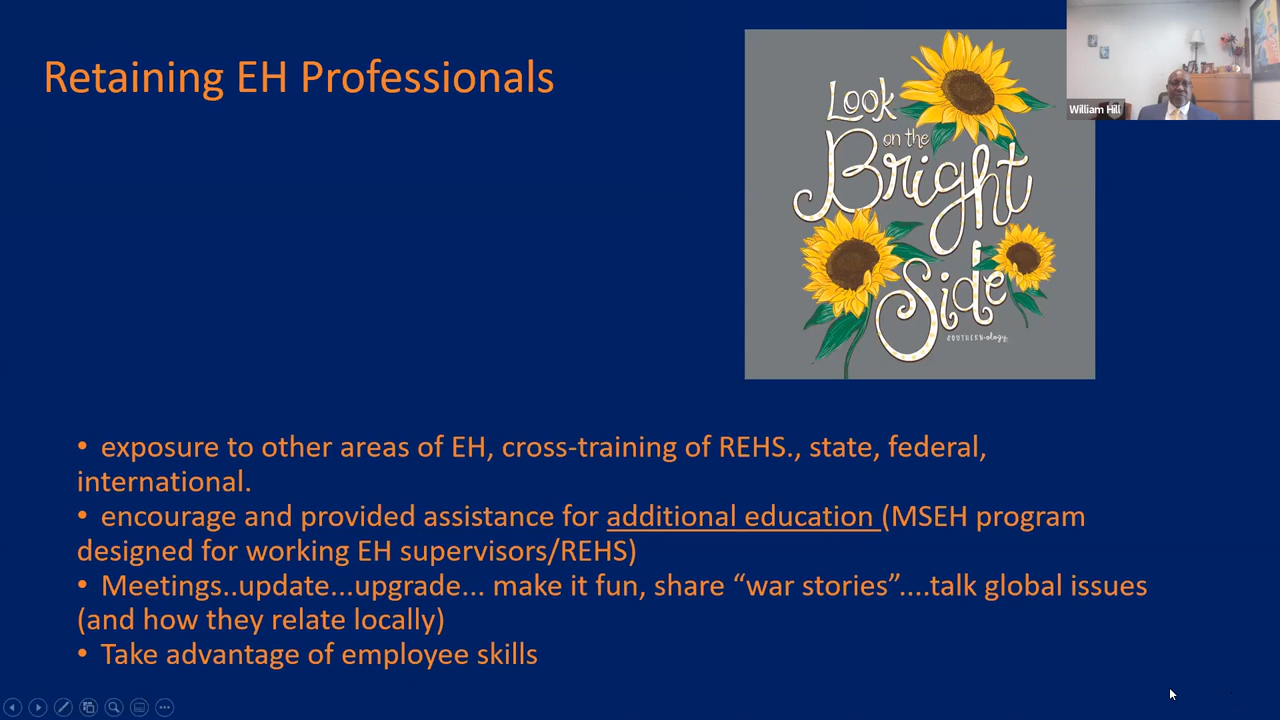 Retaining EH Professionals
Look
on the
Bright
Side
SOUTHERN-ology.
William Hill
• exposure to other areas of EH, cross-training of REHS., state, federal,
international.
• encourage and provided assistance for additional education (MSEH program
designed for working EH supervisors/REHS)
• Meetings..update...upgrade... make it fun, share “war stories”....talk global issues
(and how they relate locally)
• Take advantage of employee skills